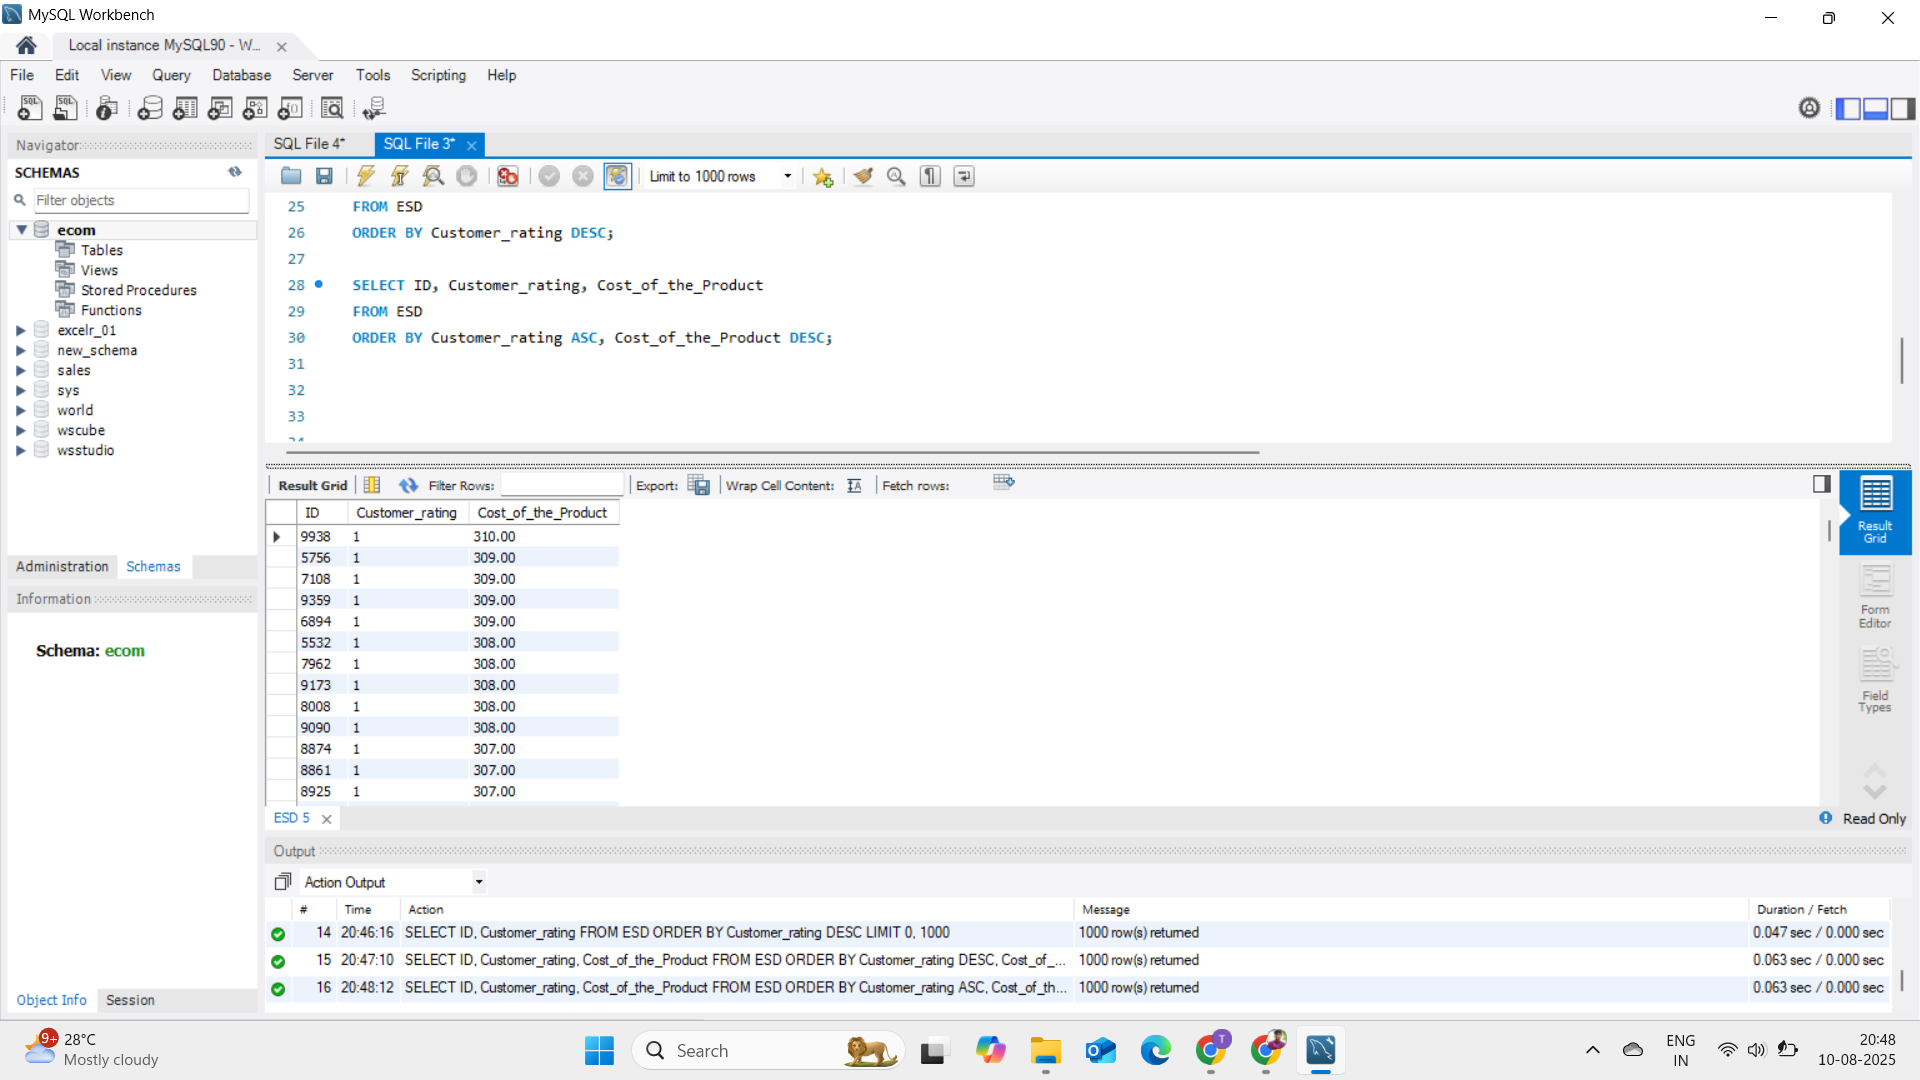 MySQL Workbench
Local instance MySQL90 - W...
File Edit View Query Database Server Tools Scripting Help
Navigator
SCHEMAS
Filter objects
ecom
Tables
Views
Stored Procedures
Functions
excelr_01
new_schema
sales
sys
world
wscube
wsstudio
Administration Schemas
Information
Schema: ecom
Object Info Session
SQL File 4* SQL File 3*
Limit to 1000 rows
25 FROM ESD
26 ORDER BY Customer_rating DESC;
27
28 SELECT ID, Customer_rating, Cost_of_the_Product
29 FROM ESD
30 ORDER BY Customer_rating ASC, Cost_of_the_Product DESC;
31
32
33
34
Result Grid Filter Rows: Export: Wrap Cell Content: Fetch rows:
ID Customer_rating Cost_of_the_Product
9938 1 310.00
5756 1 309.00
7108 1 309.00
9359 1 309.00
6894 1 309.00
5532 1 308.00
7962 1 308.00
9173 1 308.00
8008 1 308.00
9090 1 308.00
8874 1 307.00
8861 1 307.00
8925 1 307.00
Result
Grid
Form
Editor
Field
Types
ESD 5
Read Only
Output
Action Output
# Time Action Message Duration / Fetch
14 20:46:16 SELECT ID, Customer_rating FROM ESD ORDER BY Customer_rating DESC LIMIT 0, 1000 1000 row(s) returned 0.047 sec / 0.000 sec
15 20:47:10 SELECT ID, Customer_rating, Cost_of_the_Product FROM ESD ORDER BY Customer_rating DESC, Cost_of_... 1000 row(s) returned 0.063 sec / 0.000 sec
16 20:48:12 SELECT ID, Customer_rating, Cost_of_the_Product FROM ESD ORDER BY Customer_rating ASC, Cost_of_th... 1000 row(s) returned 0.063 sec / 0.000 sec
9+
28°C
Mostly cloudy
Search
T
ENG
IN
20:48
10-08-2025